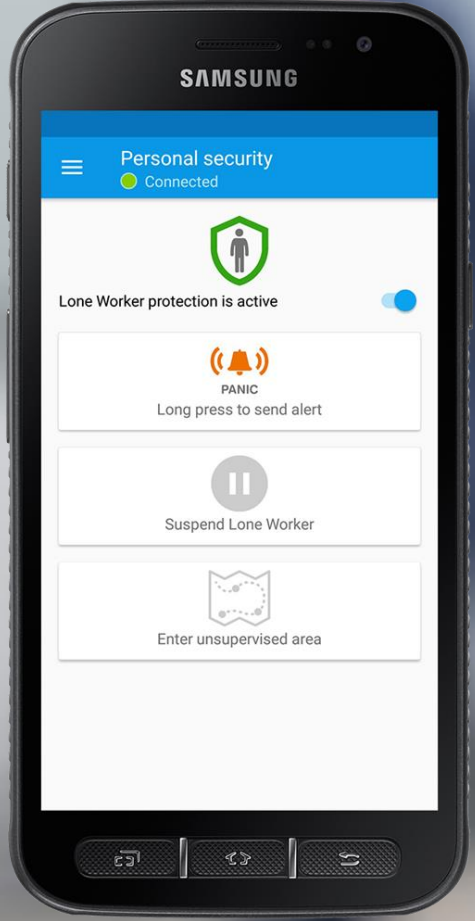 SAMSUNG
Personal security
Connected
Lone Worker protection is active
PANIC
Long press to send alert
Suspend Lone Worker
Enter unsupervised area